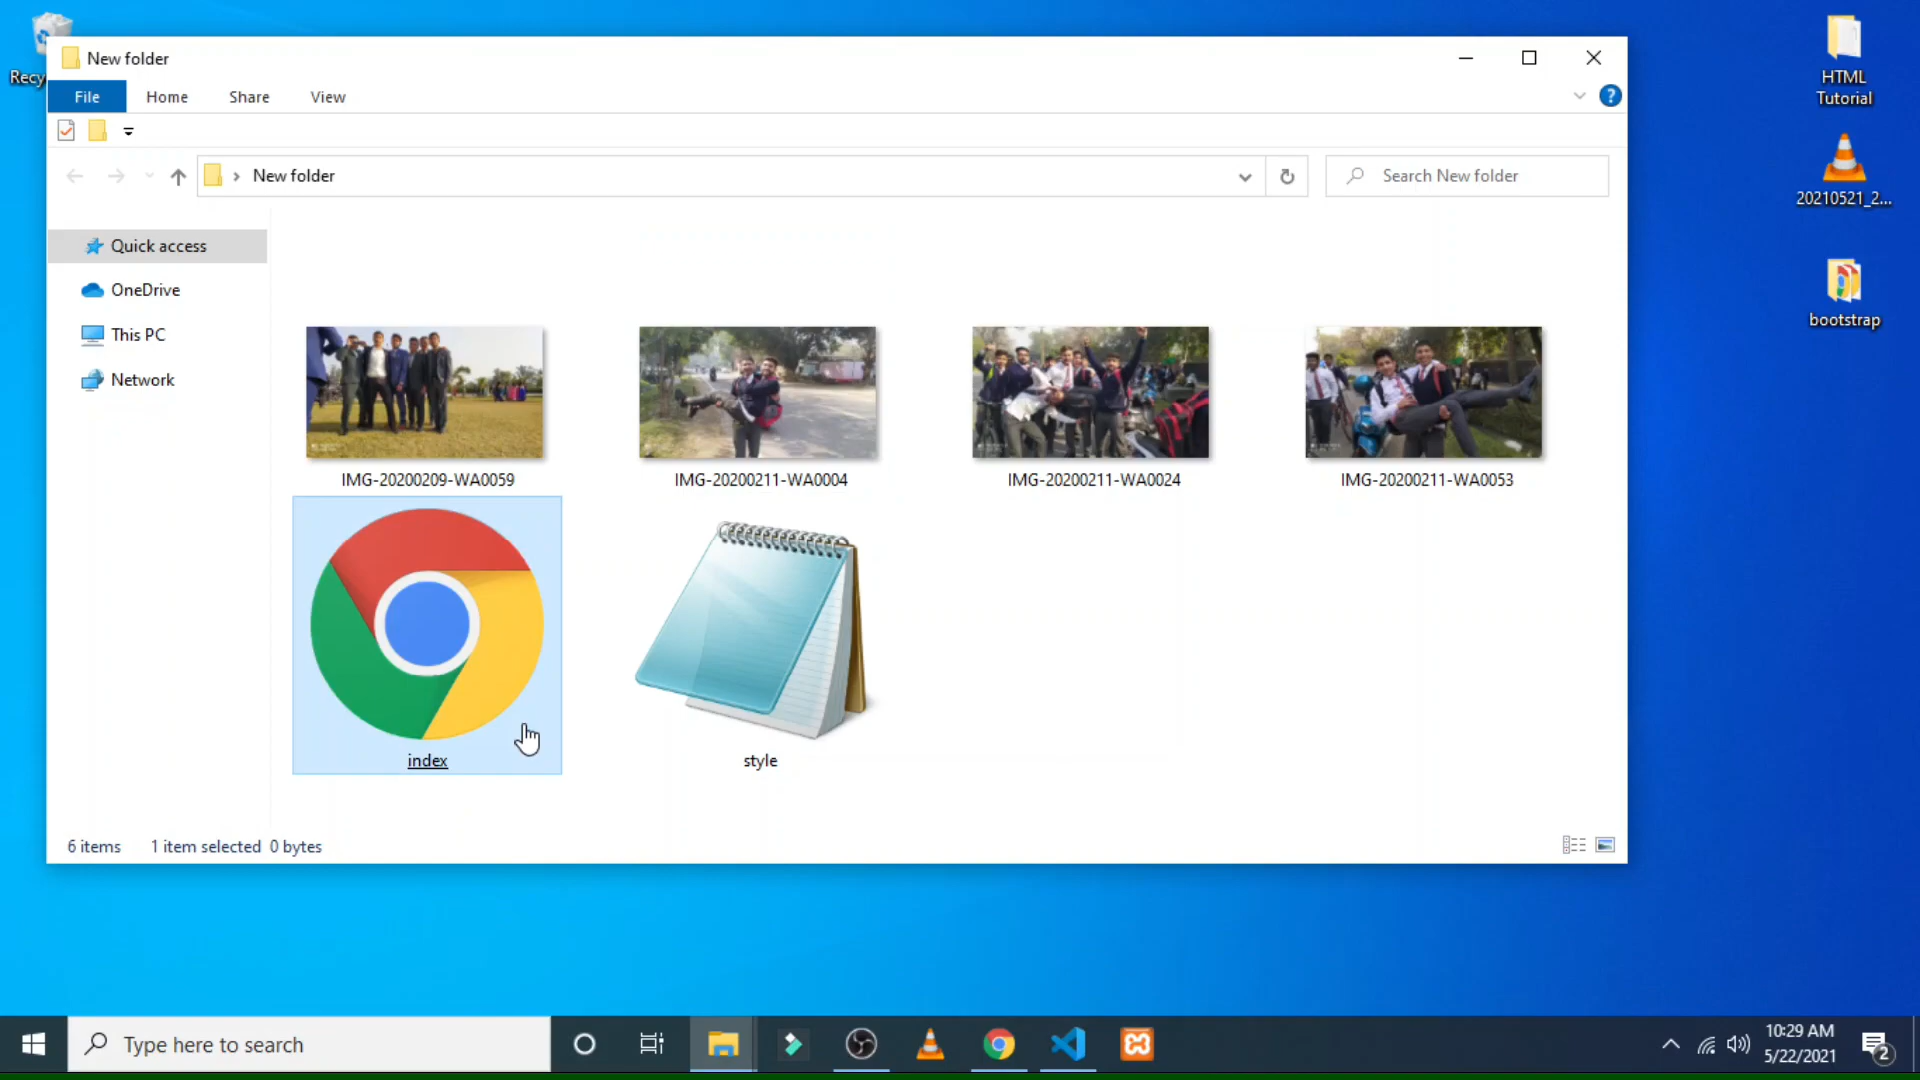 Recy
New folder
File
Home
Share
View
?
New folder
Search New folder
Quick access
OneDrive
This PC
Network
IMG-20200209-WA0059
IMG-20200211-WA0004
IMG-20200211-WA0024
IMG-20200211-WA0053
index
style
6 items
1 item selected 0 bytes
HTML
Tutorial
20210521_2...
bootstrap
Type here to search
10:29 AM
5/22/2021
2